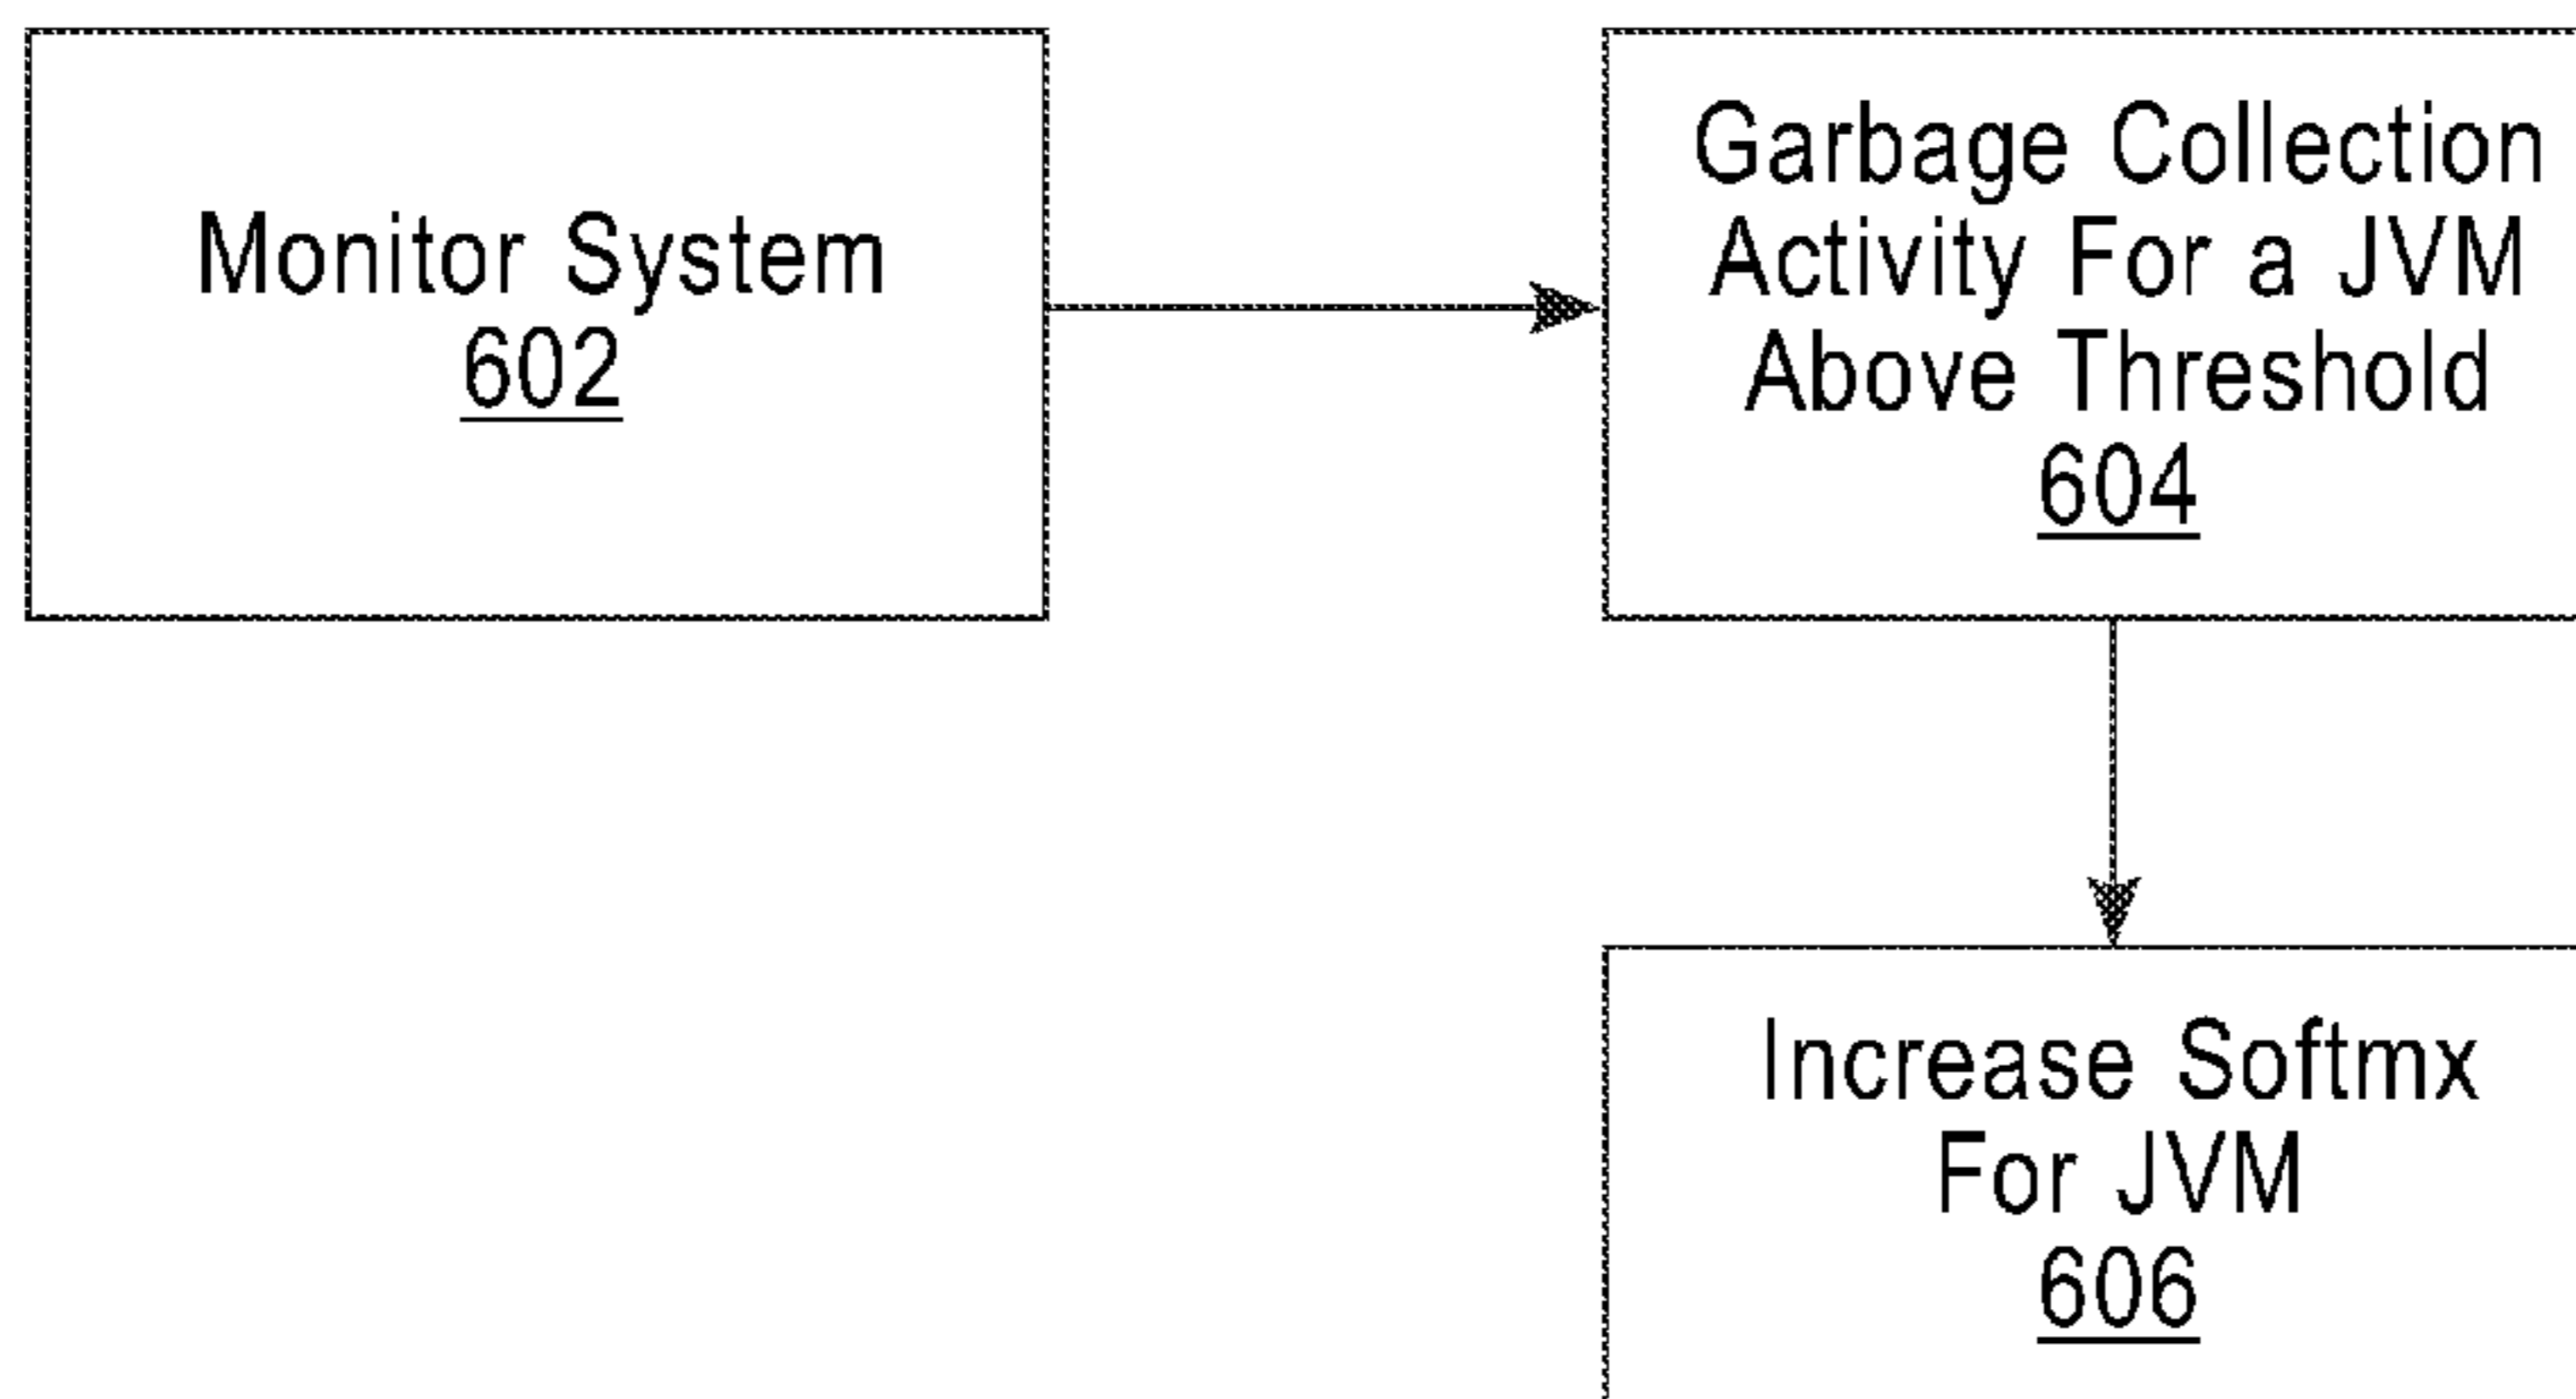 Monitor System
602
Garbage Collection
Activity For a JVM
Above Threshold
604
Increase Softmx
For JVM
606